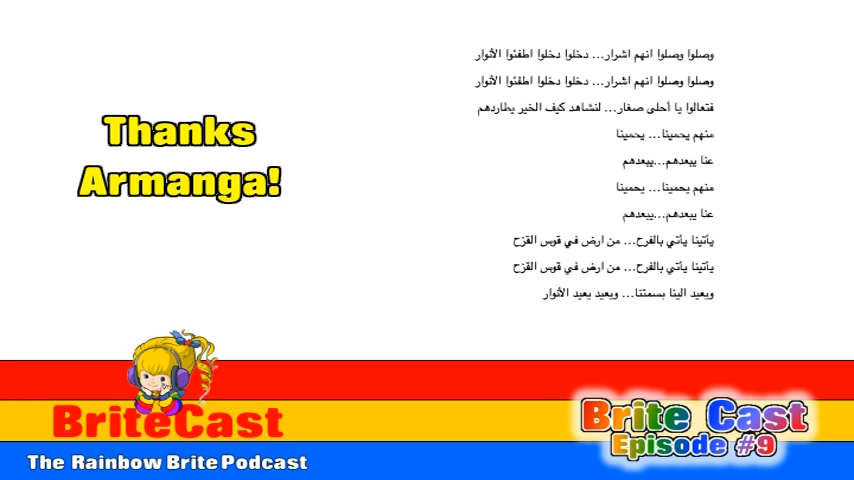 Thanks
Armanga!
وصلوا وصلوا انهم اشرار... دخلوا دخلوا اطفئوا الأنوار
وصلوا وصلوا انهم اشرار... دخلوا دخلوا اطفئوا الأنوار
فتعالوا يا أحلى صغار... لنشاهد كيف الخير يطاردهم
منهم يحمينا... يحمينا
عنا يبعدهم...يبعدهم
منهم يحمينا... يحمينا
عنا يبعدهم...يبعدهم
يأتينا يأتي بالفرح... من ارض في قوس القزح
يأتينا يأتي بالفرح... من ارض في قوس القزح
ويعيد الينا بسمتنا... ويعيد يعيد الأنوار
BriteCast
The Rainbow Brite Podcast
Brite Cast
Episode #9